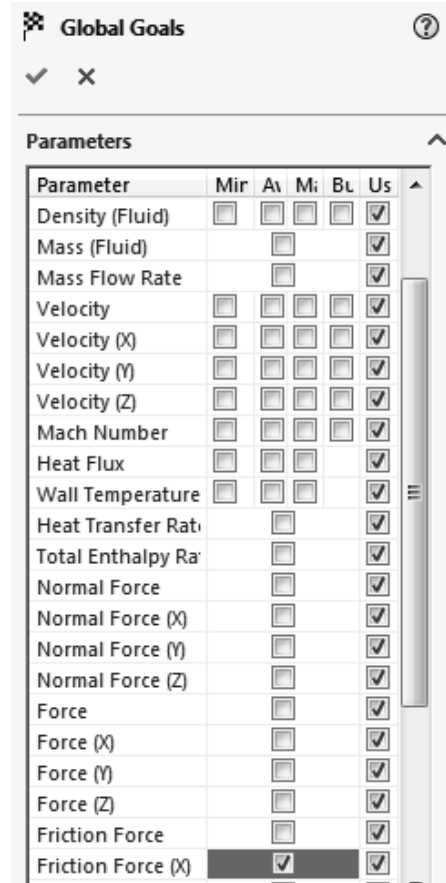 Global Goals
Parameters
Parameter Mir Av Ma Bu Us
Density (Fluid)
Mass (Fluid)
Mass Flow Rate
Velocity
Velocity (X)
Velocity (Y)
Velocity (Z)
Mach Number
Heat Flux
Wall Temperature
Heat Transfer Rat
Total Enthalpy Ra
Normal Force
Normal Force (X)
Normal Force (Y)
Normal Force (Z)
Force
Force (X)
Force (Y)
Force (Z)
Friction Force
Friction Force (X)